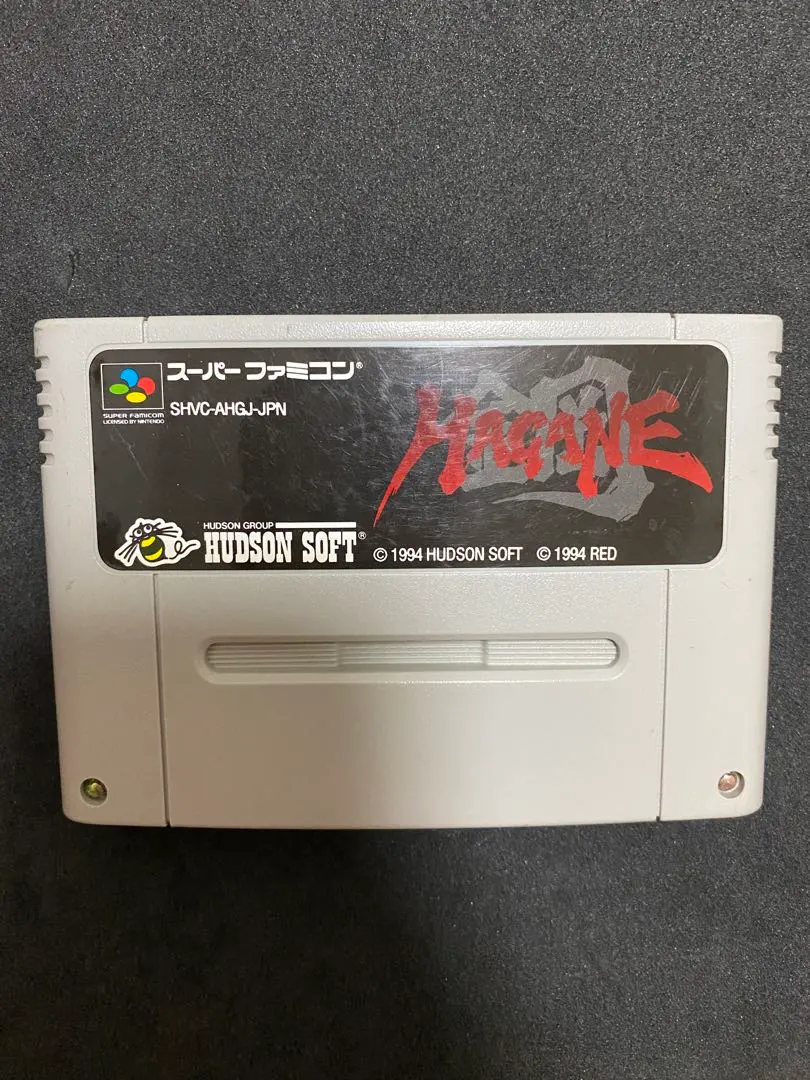 スーパーファミコン®
SUPER FAMICOM
LICENSED BY NINTENDO
SHVC-AHGJ-JPN
鋼
HAGANE
HUDSON GROUP
HUDSON SOFT®
© 1994 HUDSON SOFT © 1994 RED